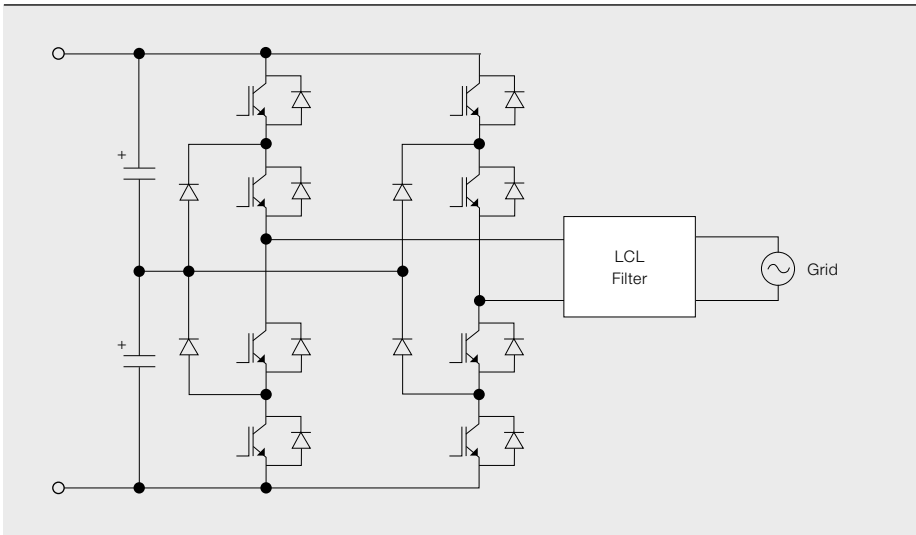 +
LCL
Filter
Grid
+